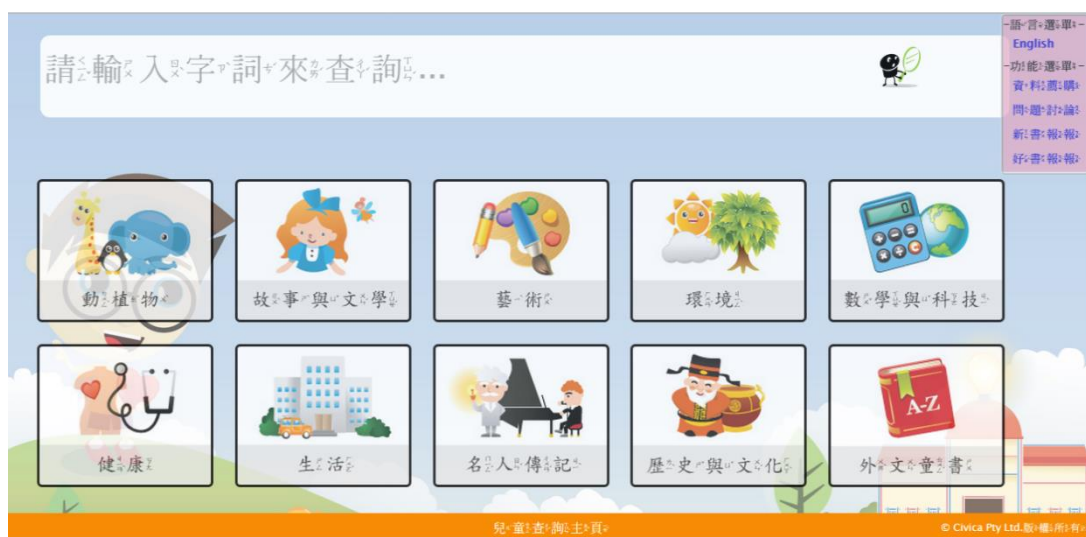 請輸入字詞來查詢...
-語言選單-
English
-功能選單-
資料薦購
問題討論
新書報報
好書報報
動植物
故事與文學
藝術
環境
數學與科技
健康
生活
名人傳記
歷史與文化
A-Z
外文童書
兒童查詢主頁
© Civica Pty Ltd.版權所有